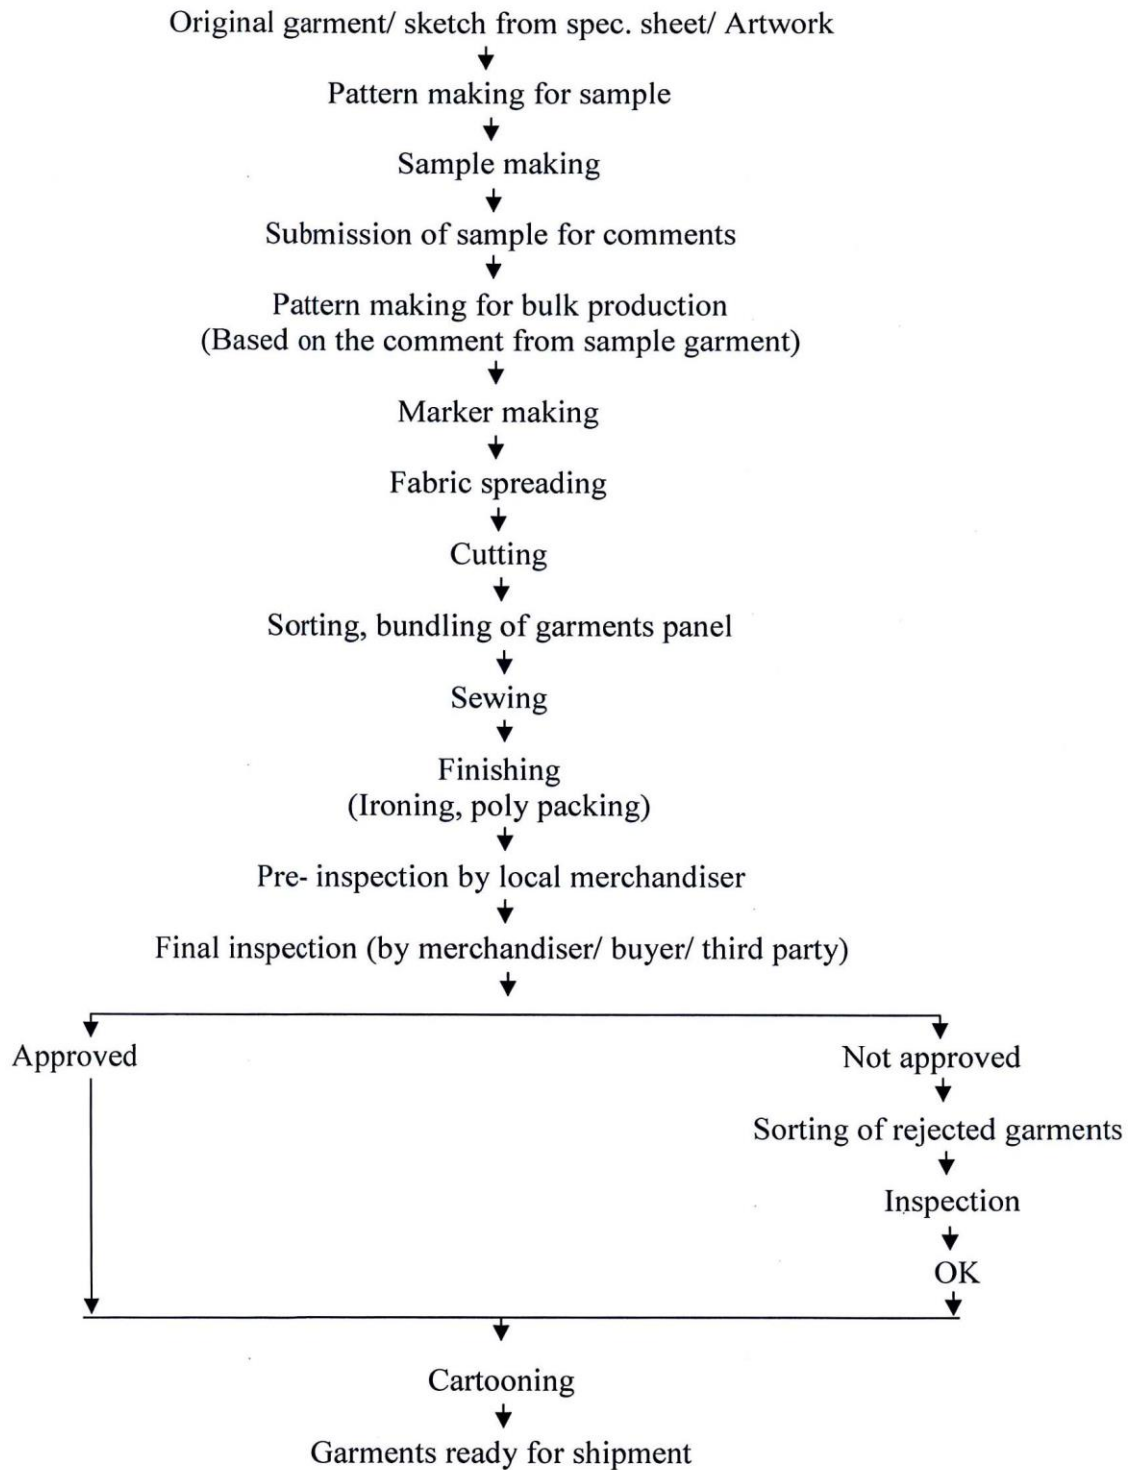 Original garment/ sketch from spec. sheet/ Artwork
Pattern making for sample
Sample making
Submission of sample for comments
Pattern making for bulk production
(Based on the comment from sample garment)
Marker making
Fabric spreading
Cutting
Sorting, bundling of garments panel
Sewing
Finishing
(Ironing, poly packing)
Pre- inspection by local merchandiser
Final inspection (by merchandiser/ buyer/ third party)
Approved
Not approved
Sorting of rejected garments
Inspection
OK
Cartooning
Garments ready for shipment